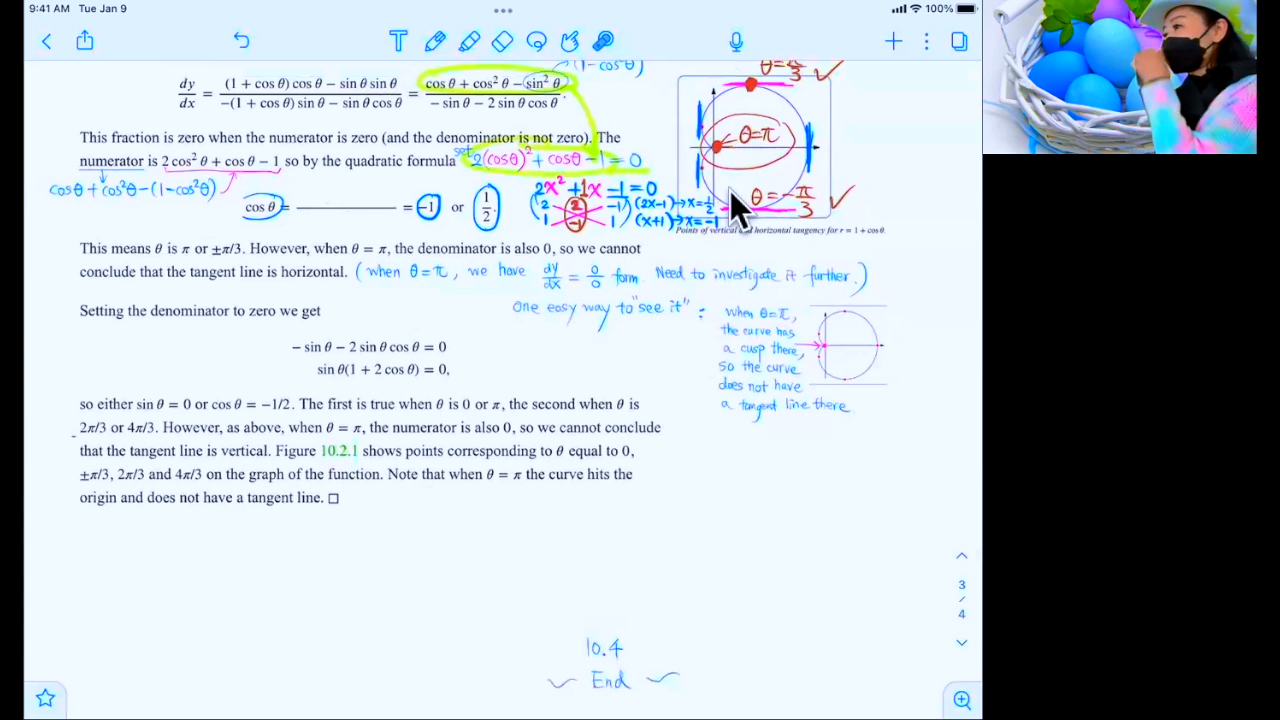 9:41 AM Tue Jan 9
100%
(1-cosθ)
θ=π/3 ✓
dy/dx = (1 + cos θ) cos θ − sin θ sin θ / −(1 + cos θ) sin θ − sin θ cos θ = cos θ + cos² θ − sin² θ / − sin θ − 2 sin θ cos θ.
This fraction is zero when the numerator is zero (and the denominator is not zero). The
numerator is 2 cos² θ + cos θ − 1 so by the quadratic formula
set 2(cosθ)² + cosθ −1 = 0
cosθ + cos²θ − (1−cos²θ)
cos θ = ________ = −1 or 1/2
2x² + 1x − 1 = 0
2 2 −1 (2x−1) → x = 1/2
1 −1 1 (x+1) → x = −1
θ=π
θ = −π/3 ✓
Points of vertical and horizontal tangency for r = 1 + cos θ.
This means θ is π or ±π/3. However, when θ = π, the denominator is also 0, so we cannot
conclude that the tangent line is horizontal. (when θ=π, we have dy/dx = 0/0 form. Need to investigate it further.)
One easy way to "see it" :
when θ=π,
the curve has
a cusp there,
so the curve
does not have
a tangent line there.
Setting the denominator to zero we get
− sin θ − 2 sin θ cos θ = 0
sin θ(1 + 2 cos θ) = 0,
so either sin θ = 0 or cos θ = −1/2. The first is true when θ is 0 or π, the second when θ is
2π/3 or 4π/3. However, as above, when θ = π, the numerator is also 0, so we cannot conclude
that the tangent line is vertical. Figure 10.2.1 shows points corresponding to θ equal to 0,
±π/3, 2π/3 and 4π/3 on the graph of the function. Note that when θ = π the curve hits the
origin and does not have a tangent line. □
3
/
4
10.4
~ End ~